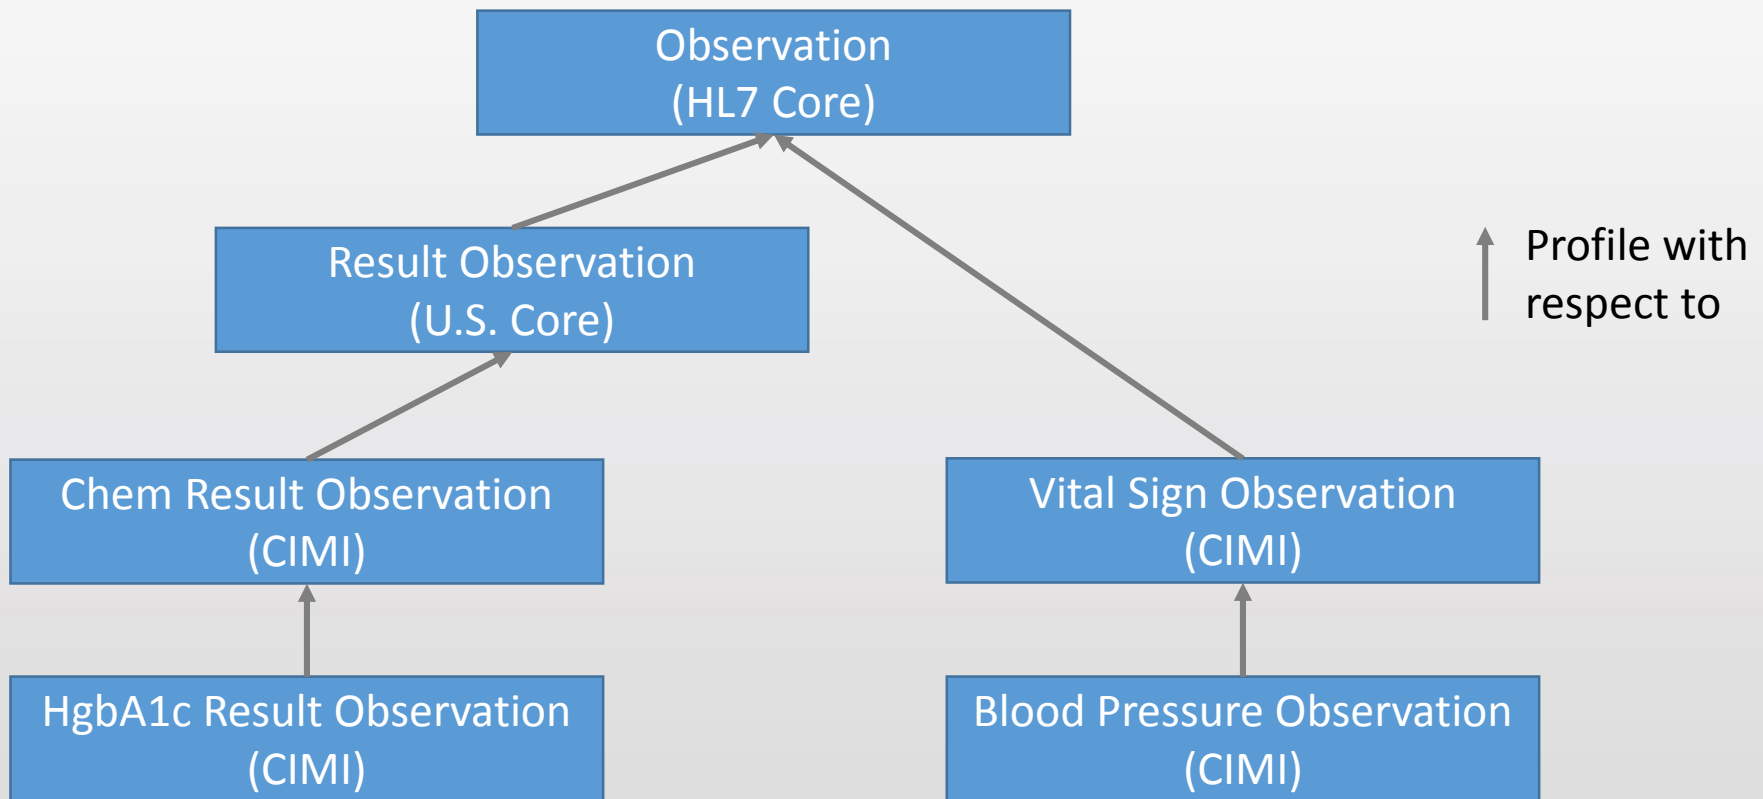 Observation
(HL7 Core)
Result Observation
(U.S. Core)
Profile with
respect to
Chem Result Observation
(CIMI)
Vital Sign Observation
(CIMI)
HgbA1c Result Observation
(CIMI)
Blood Pressure Observation
(CIMI)